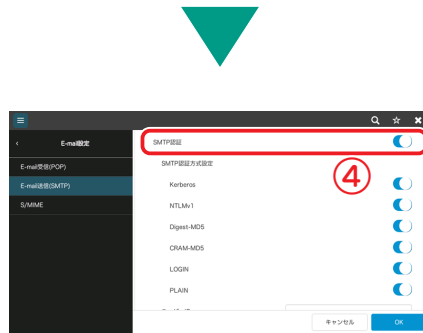 E-mail設定
E-mail受信(POP)
E-mail送信(SMTP)
S/MIME
SMTP認証
④
SMTP認証方式設定
Kerberos
NTLMv1
Digest-MD5
CRAM-MD5
LOGIN
PLAIN
キャンセル
OK